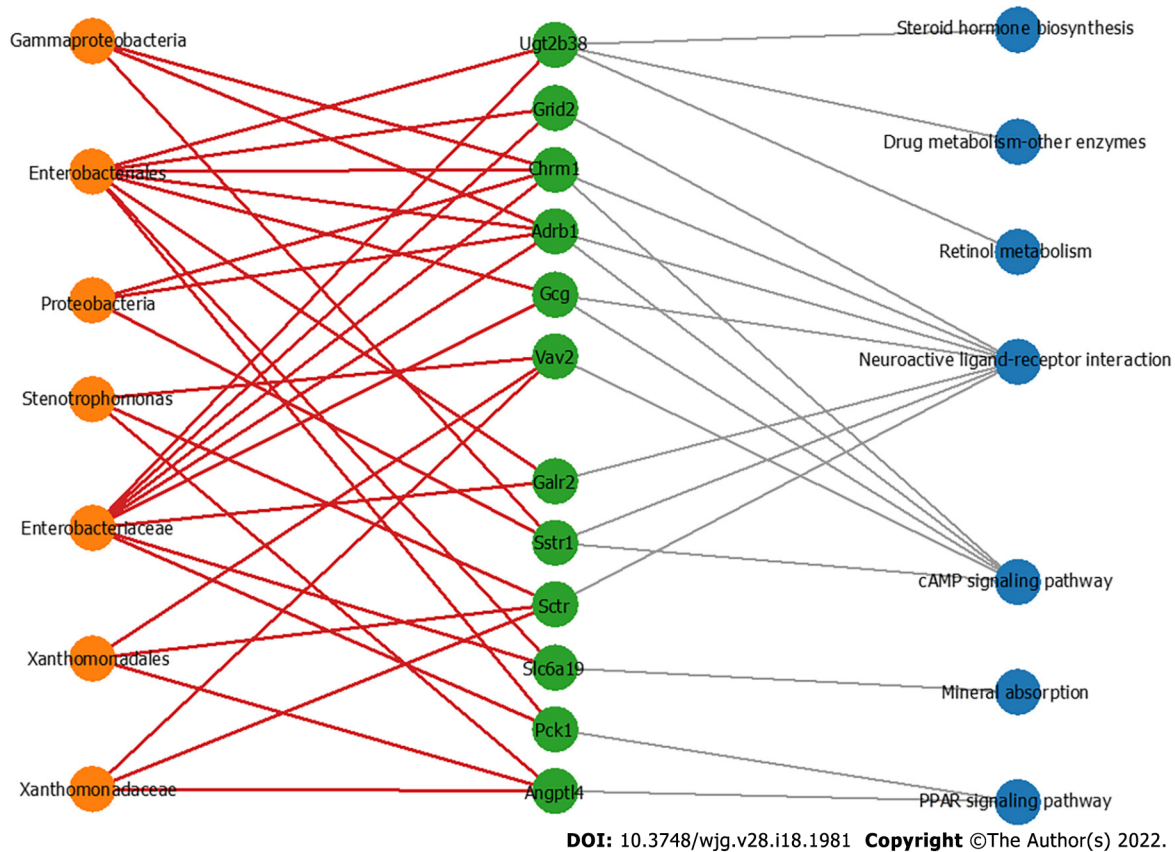 Gammaproteobacteria
Enterobacteriales
Proteobacteria
Stenotrophomonas
Enterobacteriaceae
Xanthomonadales
Xanthomonadaceae
Ugt2b38
Grid2
Chrm1
Adrb1
Gcg
Vav2
Galr2
Sstr1
Sctr
Slc6a19
Pck1
Angptl4
Steroid hormone biosynthesis
Drug metabolism-other enzymes
Retinol metabolism
Neuroactive ligand-receptor interaction
cAMP signaling pathway
Mineral absorption
PPAR signaling pathway
DOI: 10.3748/wjg.v28.i18.1981 Copyright ©The Author(s) 2022.